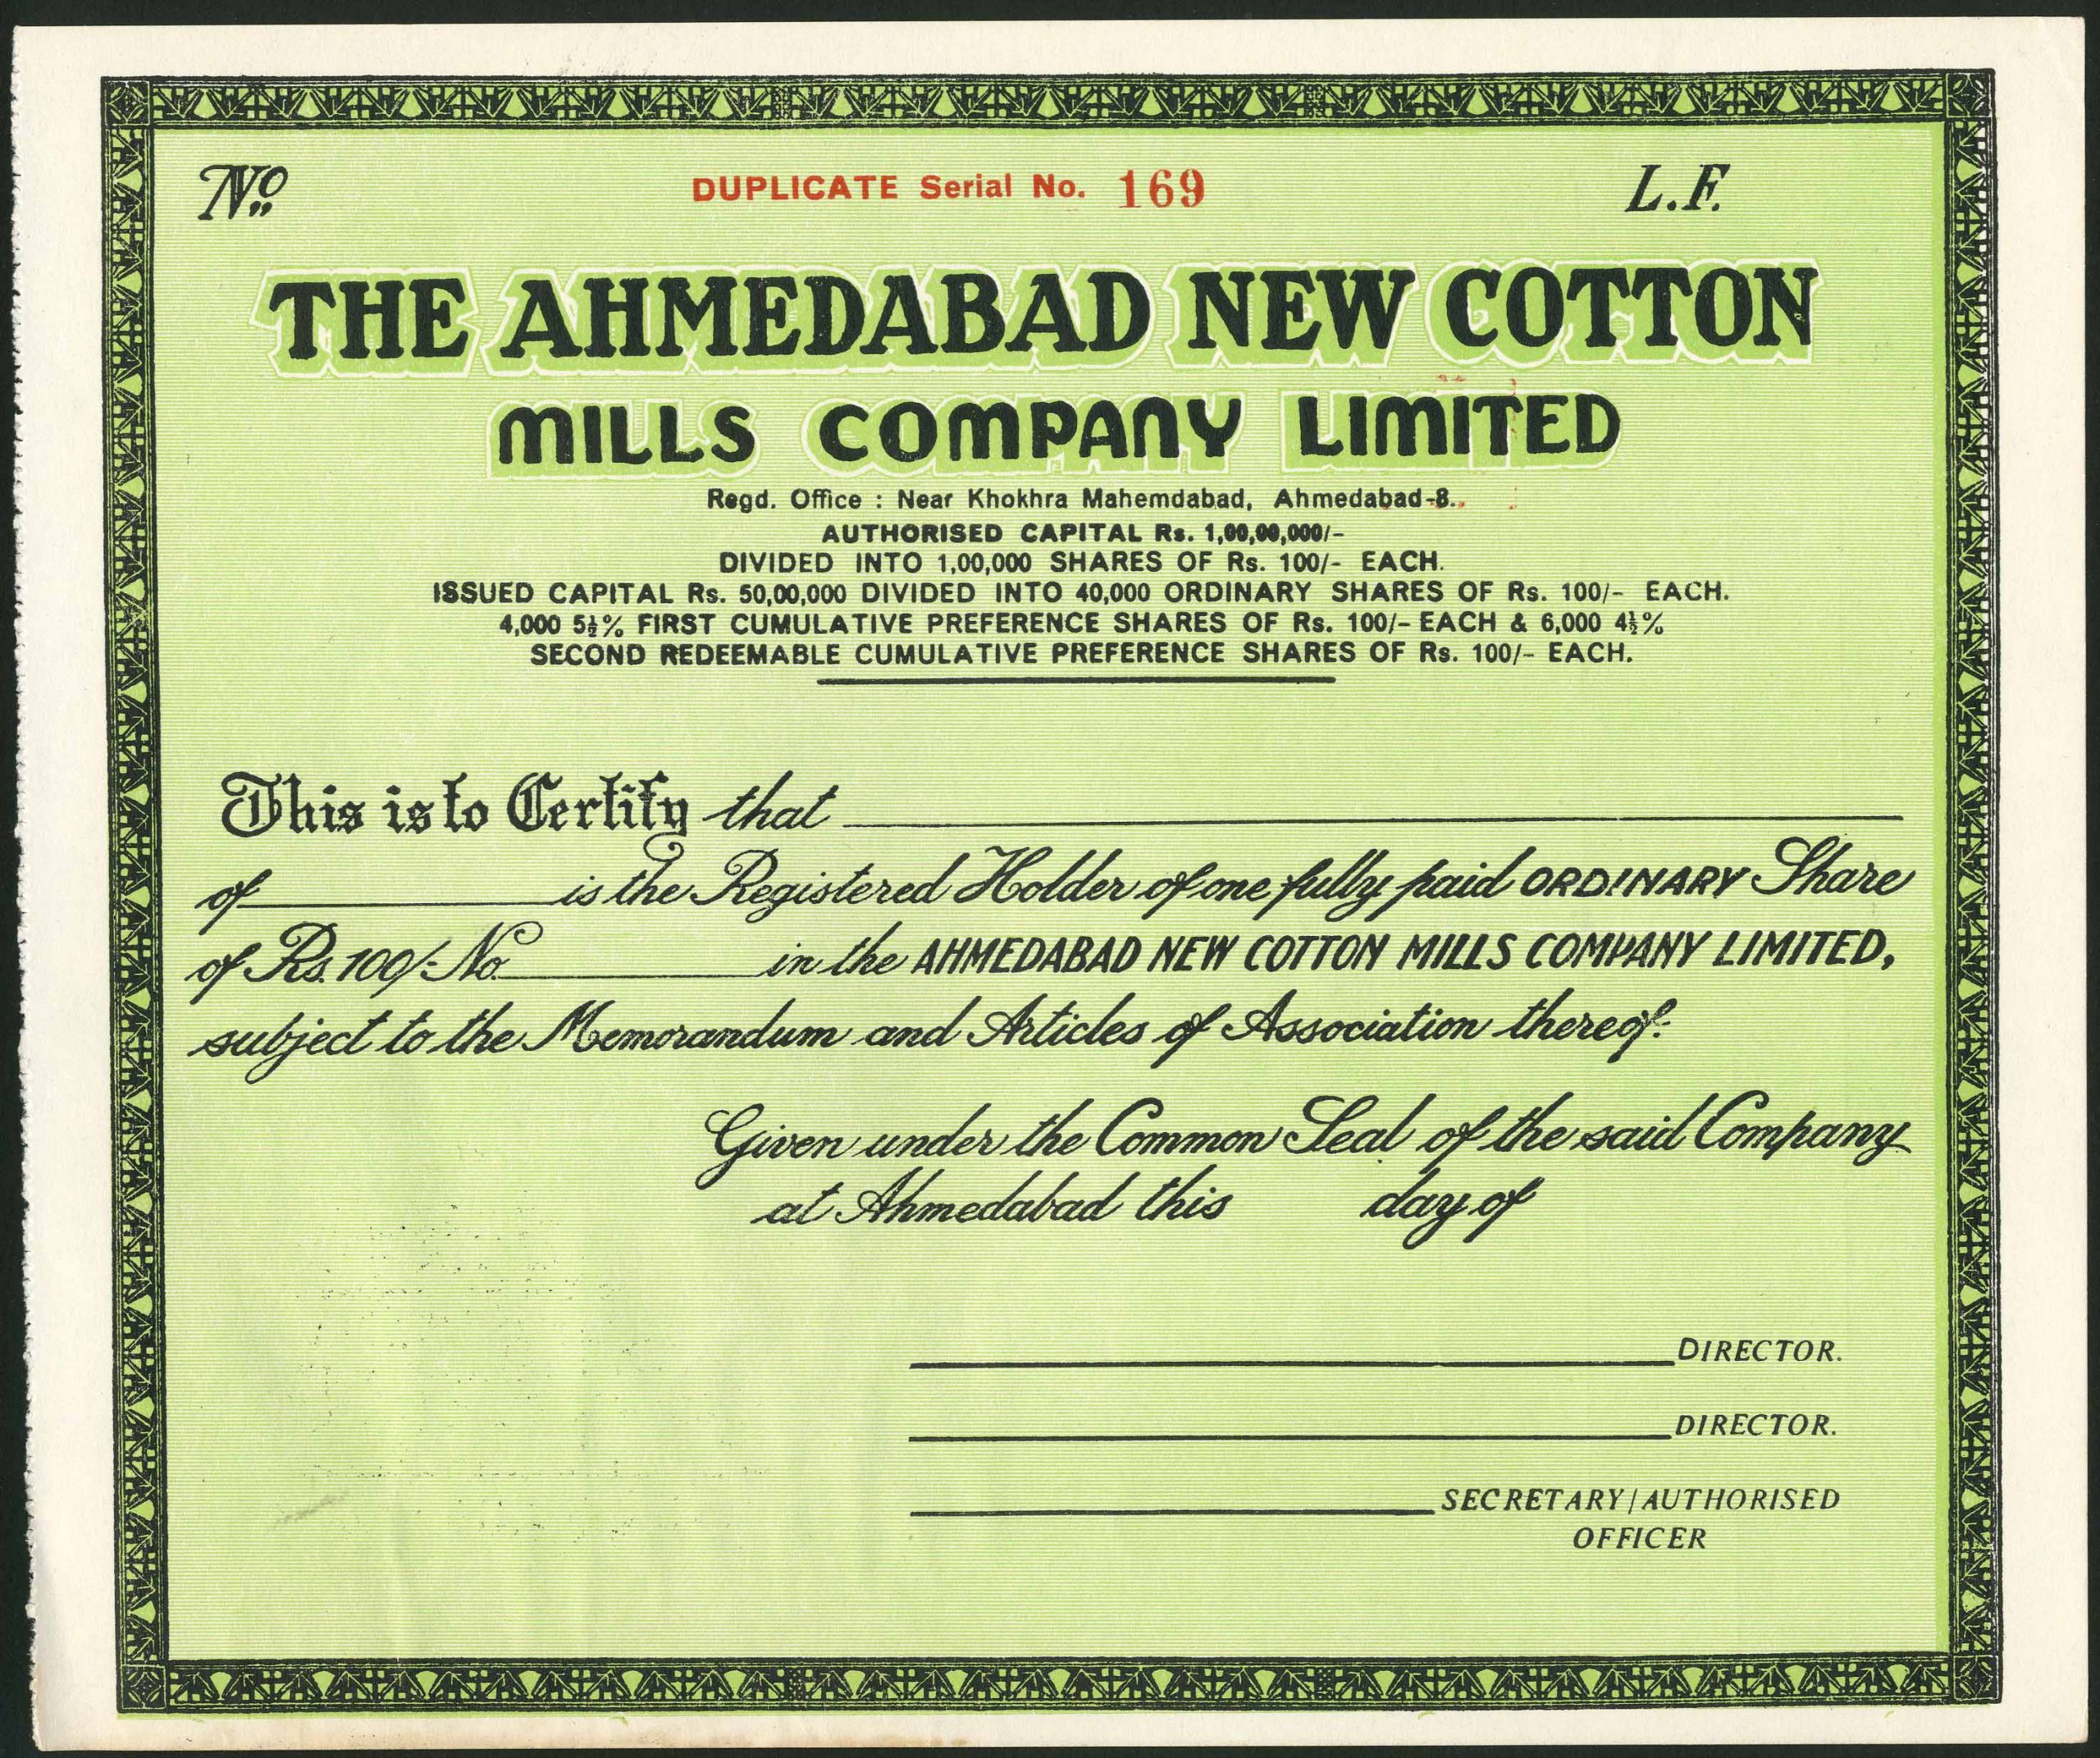 No. DUPLICATE Serial No. 169 L.F.
THE AHMEDABAD NEW COTTON
MILLS COMPANY LIMITED
Regd. Office : Near Khokhra Mahemdabad, Ahmedabad-8.
AUTHORISED CAPITAL Rs. 1,00,00,000/-
DIVIDED INTO 1,00,000 SHARES OF Rs. 100/- EACH.
ISSUED CAPITAL Rs. 50,00,000 DIVIDED INTO 40,000 ORDINARY SHARES OF Rs. 100/- EACH.
4,000 5½% FIRST CUMULATIVE PREFERENCE SHARES OF Rs. 100/- EACH & 6,000 4½%
SECOND REDEEMABLE CUMULATIVE PREFERENCE SHARES OF Rs. 100/- EACH.
This is to Certify that
of is the Registered Holder of one fully paid ORDINARY Share
of Rs. 100/- No. in the AHMEDABAD NEW COTTON MILLS COMPANY LIMITED,
subject to the Memorandum and Articles of Association thereof.
Given under the Common Seal of the said Company
at Ahmedabad this day of
DIRECTOR.
DIRECTOR.
SECRETARY/AUTHORISED
OFFICER